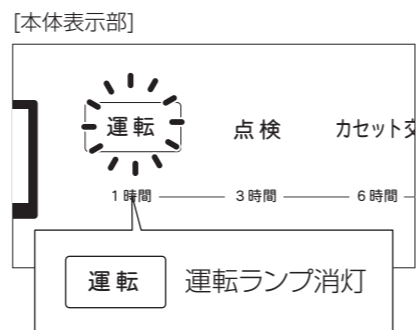 [本体表示部]
運転 点検 カセット交
1時間 3時間 6時間
運転 運転ランプ消灯